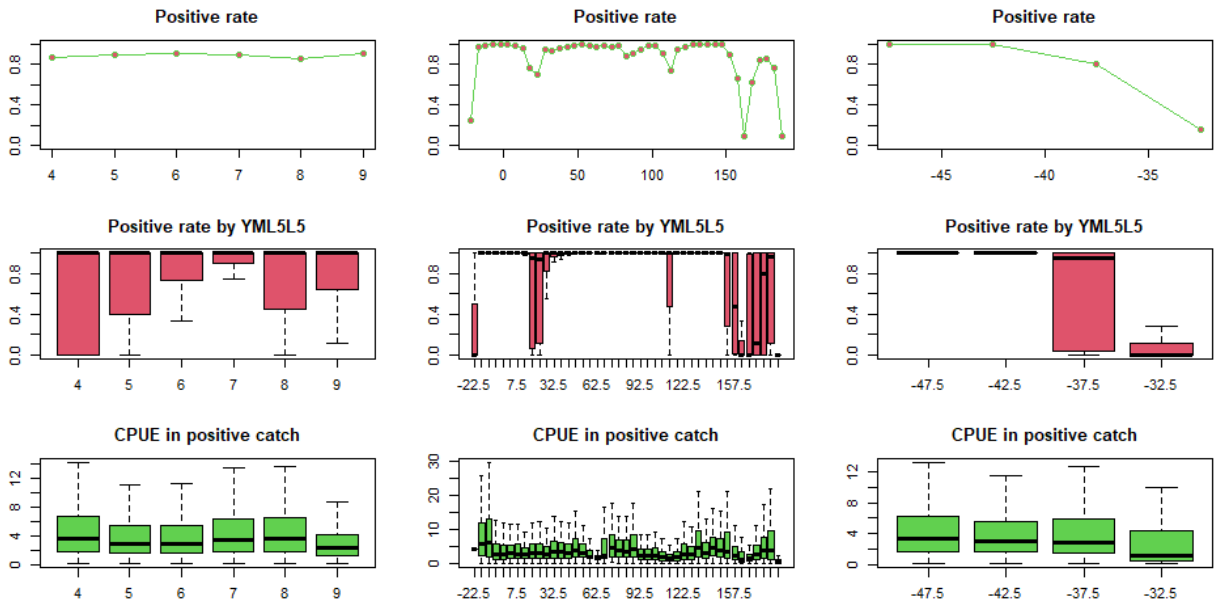 Positive rate
Positive rate
Positive rate
0.0 0.4 0.8
4 5 6 7 8 9
0.0 0.4 0.8
0 50 100 150
0.0 0.4 0.8
-45 -40 -35
Positive rate by YML5L5
Positive rate by YML5L5
Positive rate by YML5L5
0.0 0.4 0.8
4 5 6 7 8 9
0.0 0.4 0.8
-22.5 7.5 32.5 62.5 92.5 122.5 157.5
0.0 0.4 0.8
-47.5 -42.5 -37.5 -32.5
CPUE in positive catch
CPUE in positive catch
CPUE in positive catch
0 4 8 12
4 5 6 7 8 9
0 10 20 30
-22.5 7.5 32.5 62.5 92.5 122.5 157.5
0 4 8 12
-47.5 -42.5 -37.5 -32.5